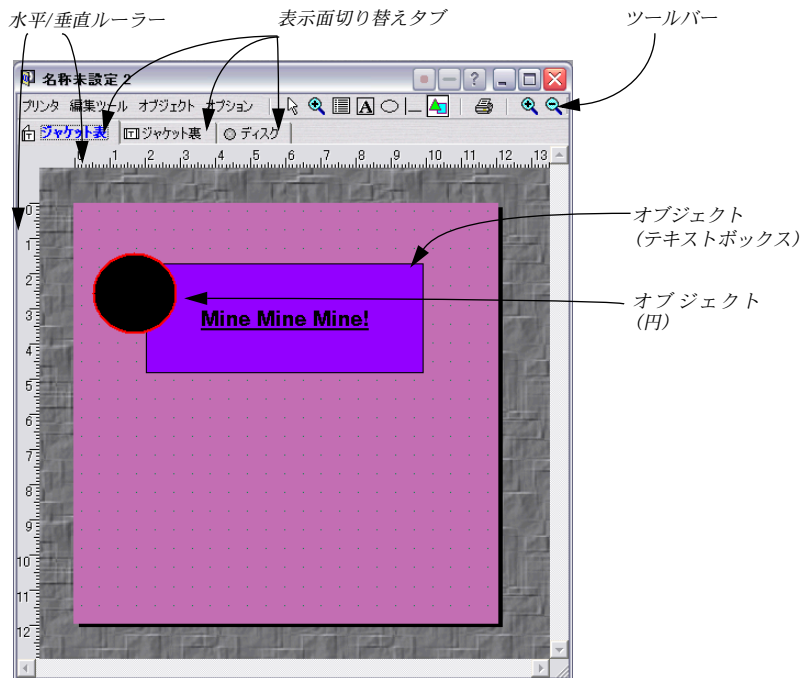 水平/垂直ルーラー
表示面切り替えタブ
ツールバー
名称未設定 2
プリンタ 編集ツール オブジェクト オプション
ジャケット表 ジャケット裏 ディスク
0 1 2 3 4 5 6 7 8 9 10 11 12 13
オブジェクト
（テキストボックス）
オブジェクト
（円）
Mine Mine Mine!
0
1
2
3
4
5
6
7
8
9
10
11
12